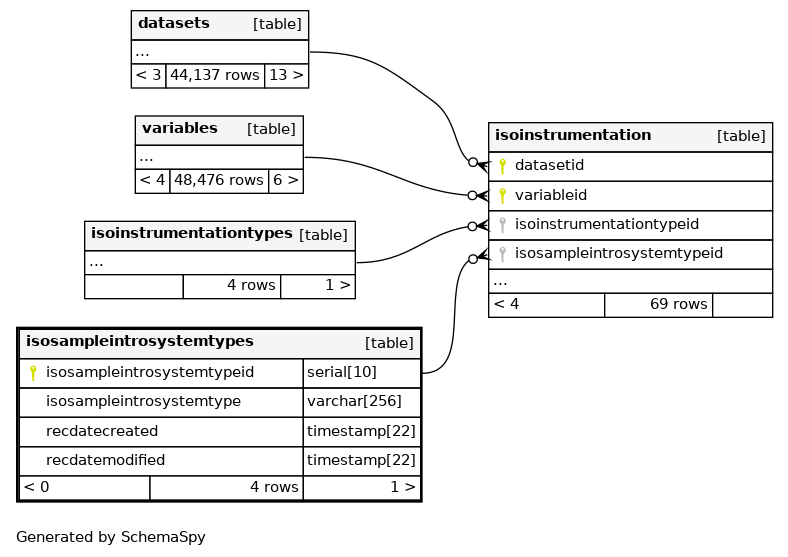 datasets [table]
...
< 3 44,137 rows 13 >
variables [table]
...
< 4 48,476 rows 6 >
isoinstrumentationtypes [table]
...
4 rows 1 >
isosampleintrosystemtypes [table]
isosampleintrosystemtypeid serial[10]
isosampleintrosystemtype varchar[256]
recdatecreated timestamp[22]
recdatemodified timestamp[22]
< 0 4 rows 1 >
isoinstrumentation [table]
datasetid
variableid
isoinstrumentationtypeid
isosampleintrosystemtypeid
...
< 4 69 rows
Generated by SchemaSpy